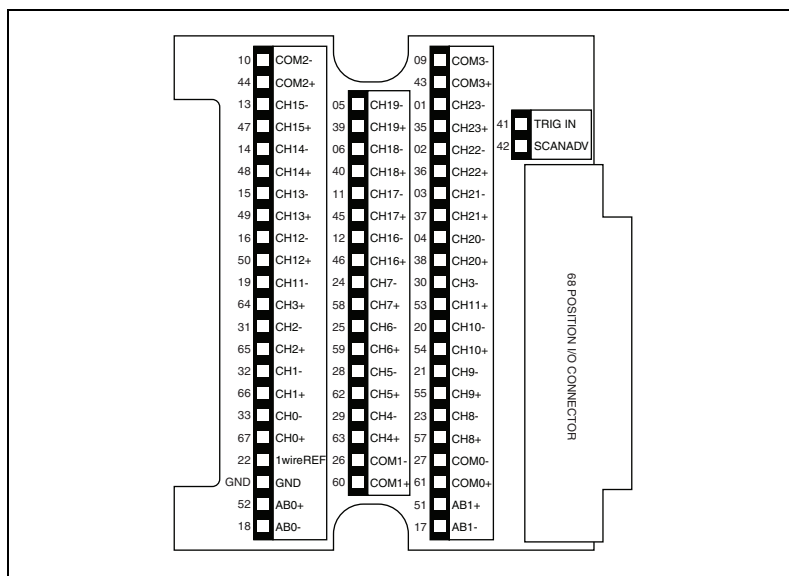 10 COM2-
44 COM2+
13 CH15-
47 CH15+
14 CH14-
48 CH14+
15 CH13-
49 CH13+
16 CH12-
50 CH12+
19 CH11-
64 CH3+
31 CH2-
65 CH2+
32 CH1-
66 CH1+
33 CH0-
67 CH0+
22 1wireREF
GND GND
52 AB0+
18 AB0-
05 CH19-
39 CH19+
06 CH18-
40 CH18+
11 CH17-
45 CH17+
12 CH16-
46 CH16+
24 CH7-
58 CH7+
25 CH6-
59 CH6+
28 CH5-
62 CH5+
29 CH4-
63 CH4+
26 COM1-
60 COM1+
09 COM3-
43 COM3+
01 CH23-
35 CH23+
02 CH22-
36 CH22+
03 CH21-
37 CH21+
04 CH20-
38 CH20+
30 CH3-
53 CH11+
20 CH10-
54 CH10+
21 CH9-
55 CH9+
23 CH8-
57 CH8+
27 COM0-
61 COM0+
51 AB1+
17 AB1-
41 TRIG IN
42 SCANADV
68 POSITION I/O CONNECTOR